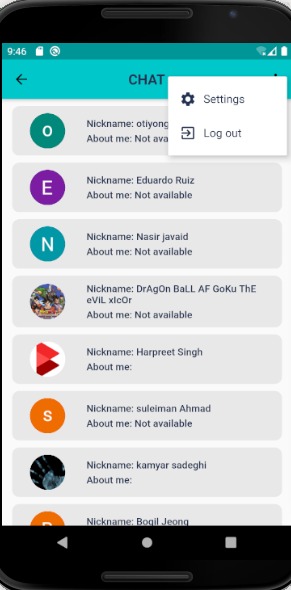 9:46
CHAT
Settings
Log out
O
Nickname: otiyong
About me: Not ava
E
Nickname: Eduardo Ruiz
About me: Not available
N
Nickname: Nasir javaid
About me: Not available
Nickname: DrAgOn BaLL AF GoKu ThE
eViL xIcOr
About me: Not available
Nickname: Harpreet Singh
About me:
S
Nickname: suleiman Ahmad
About me: Not available
Nickname: kamyar sadeghi
About me:
Nickname: Bogil Jeong